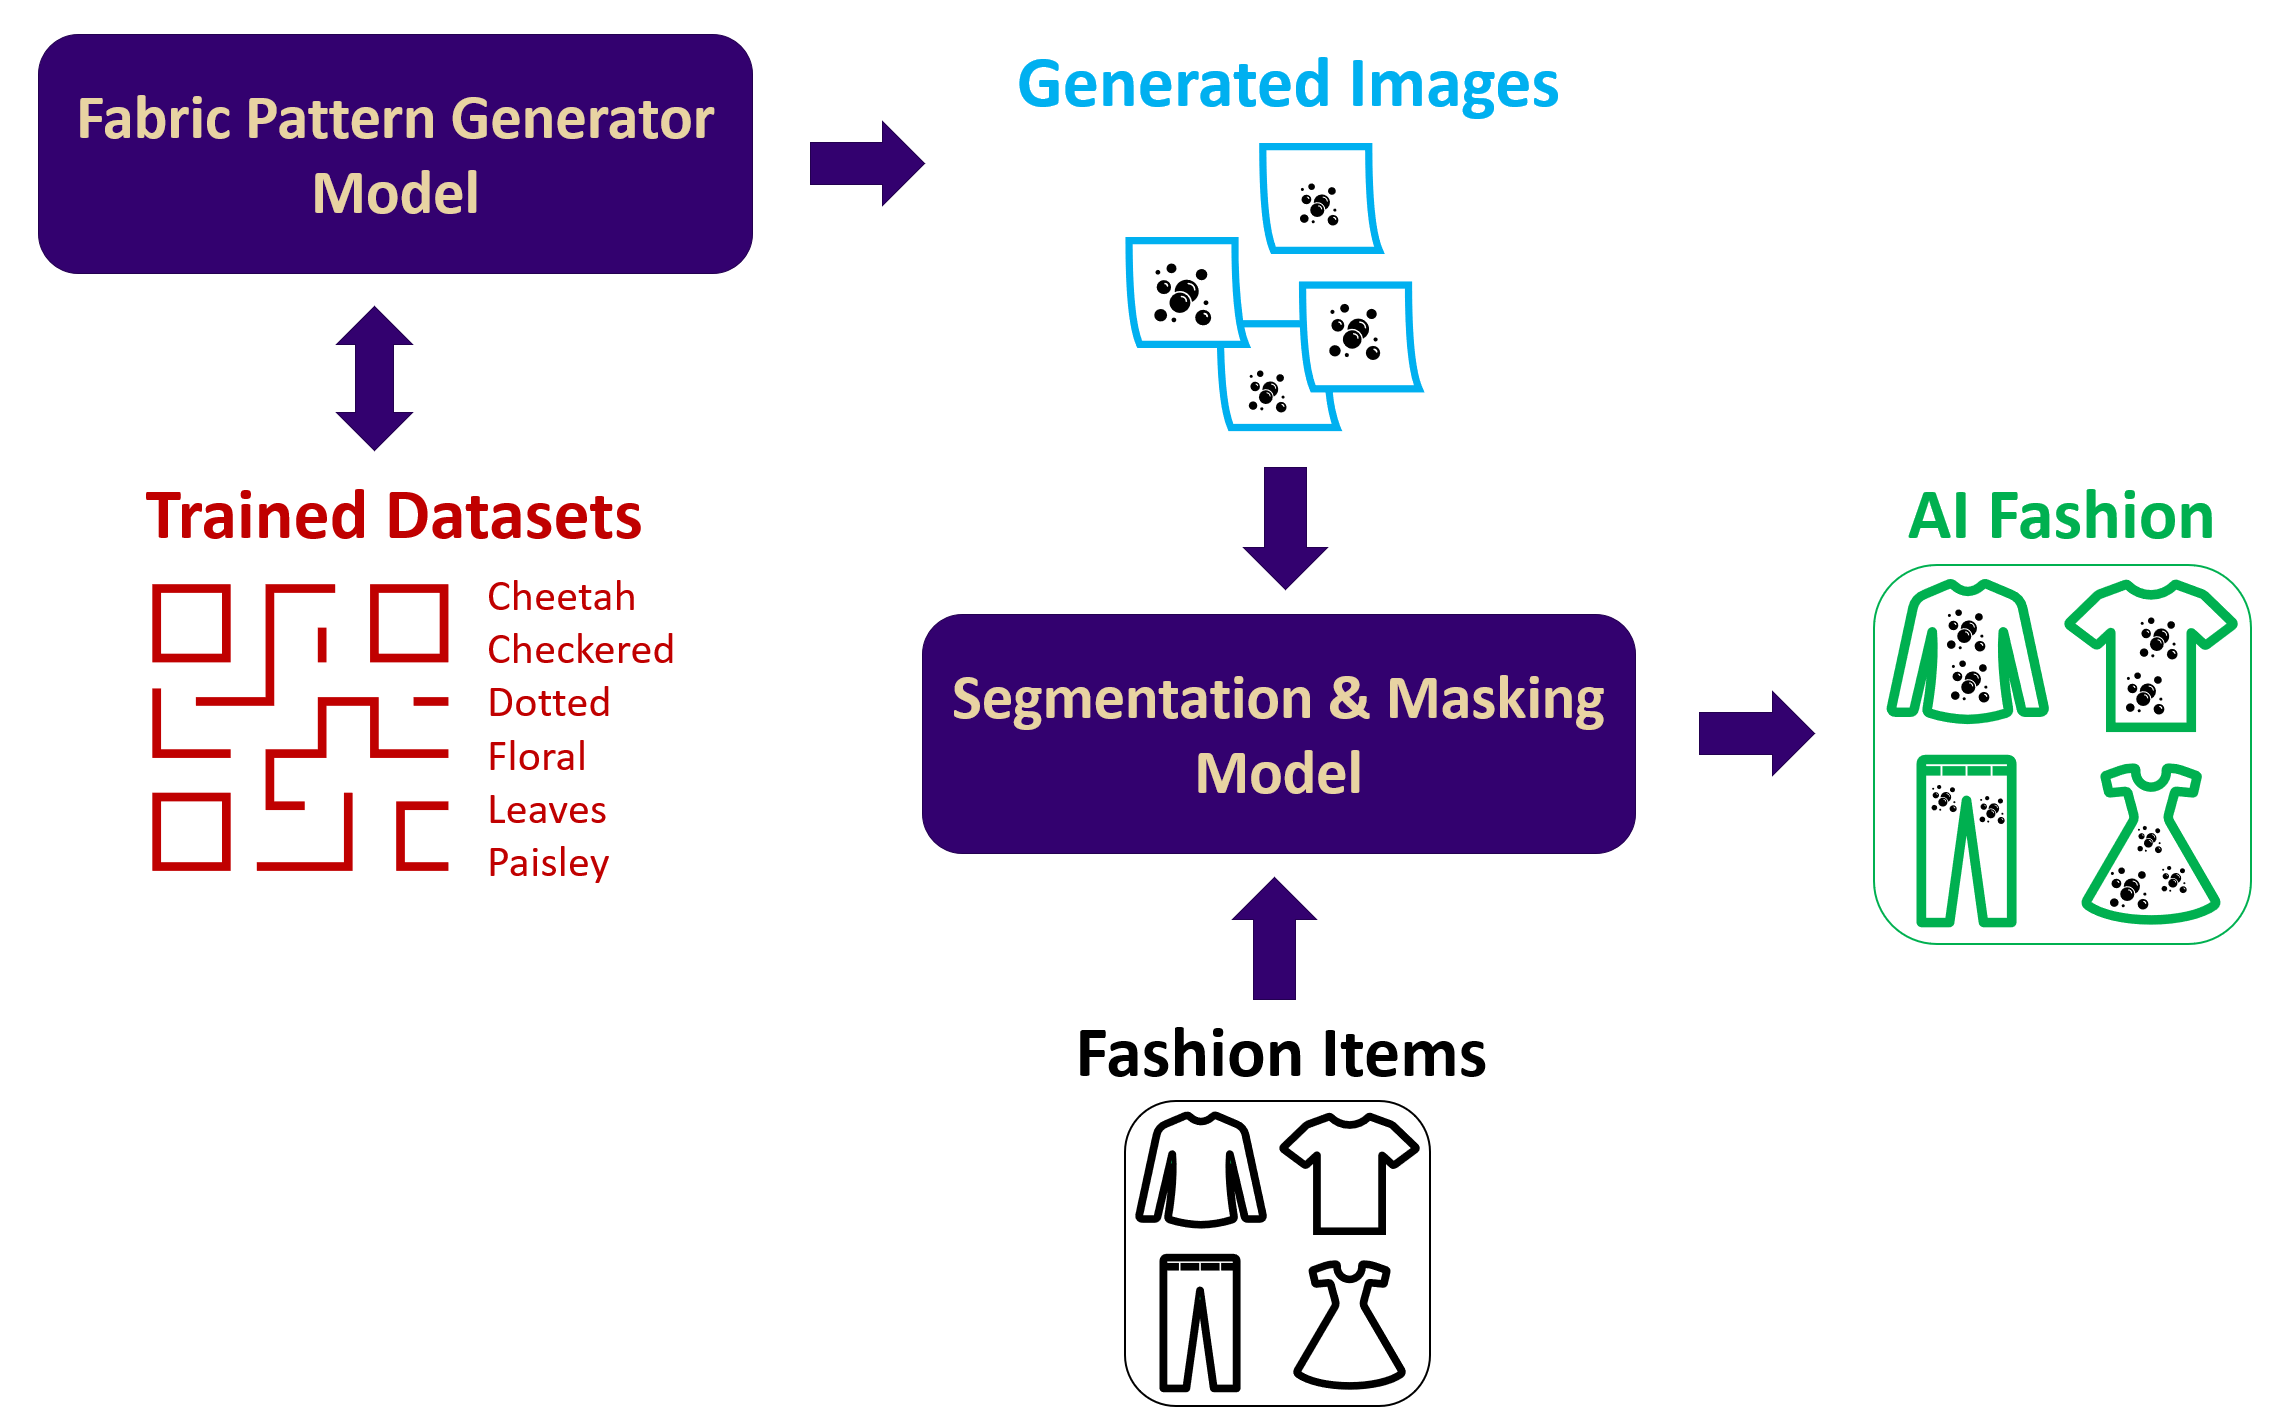 Fabric Pattern Generator
Model
Generated Images
Trained Datasets
Cheetah
Checkered
Dotted
Floral
Leaves
Paisley
Segmentation & Masking
Model
AI Fashion
Fashion Items